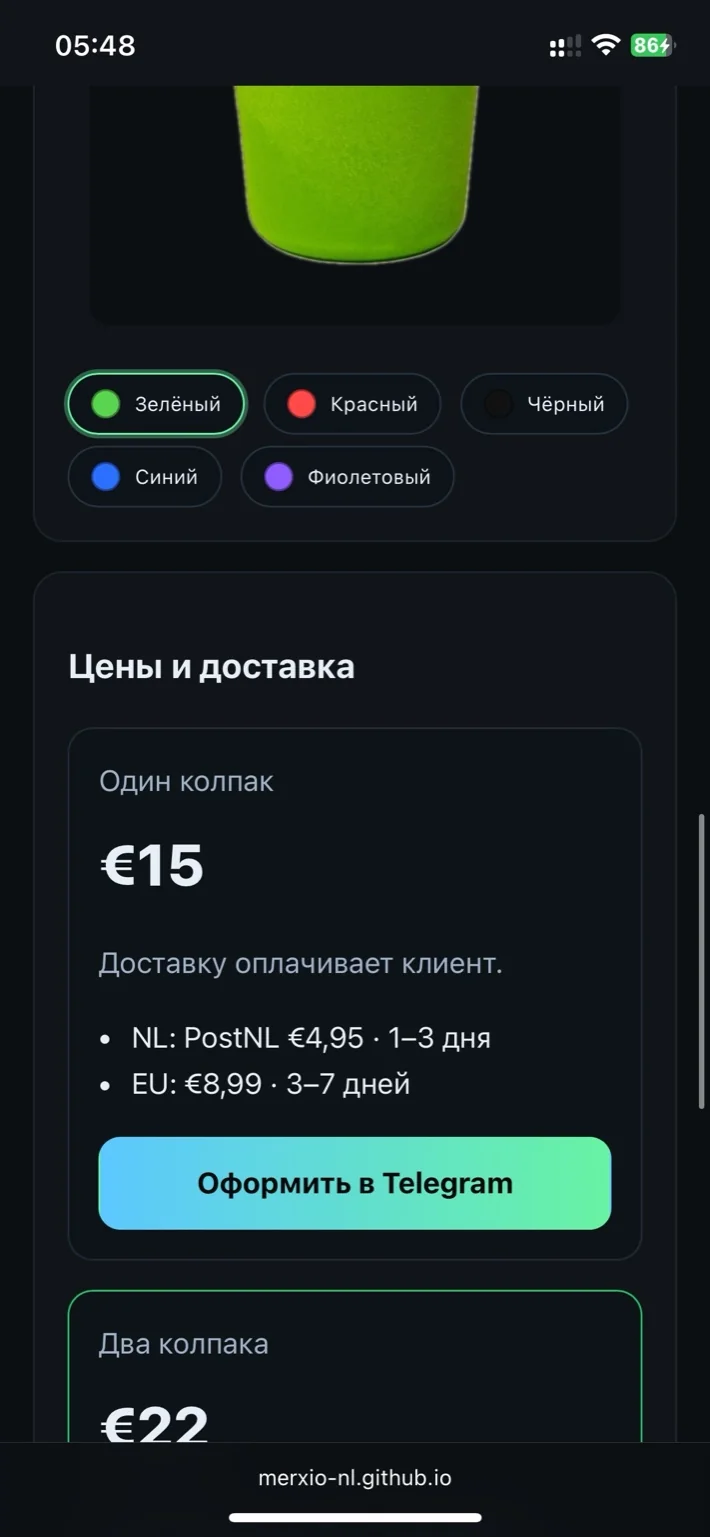 05:48
86
Зелёный
Красный
Чёрный
Синий
Фиолетовый
Цены и доставка
Один колпак
€15
Доставку оплачивает клиент.
• NL: PostNL €4,95 · 1–3 дня
• EU: €8,99 · 3–7 дней
Оформить в Telegram
Два колпака
€22
merxio-nl.github.io